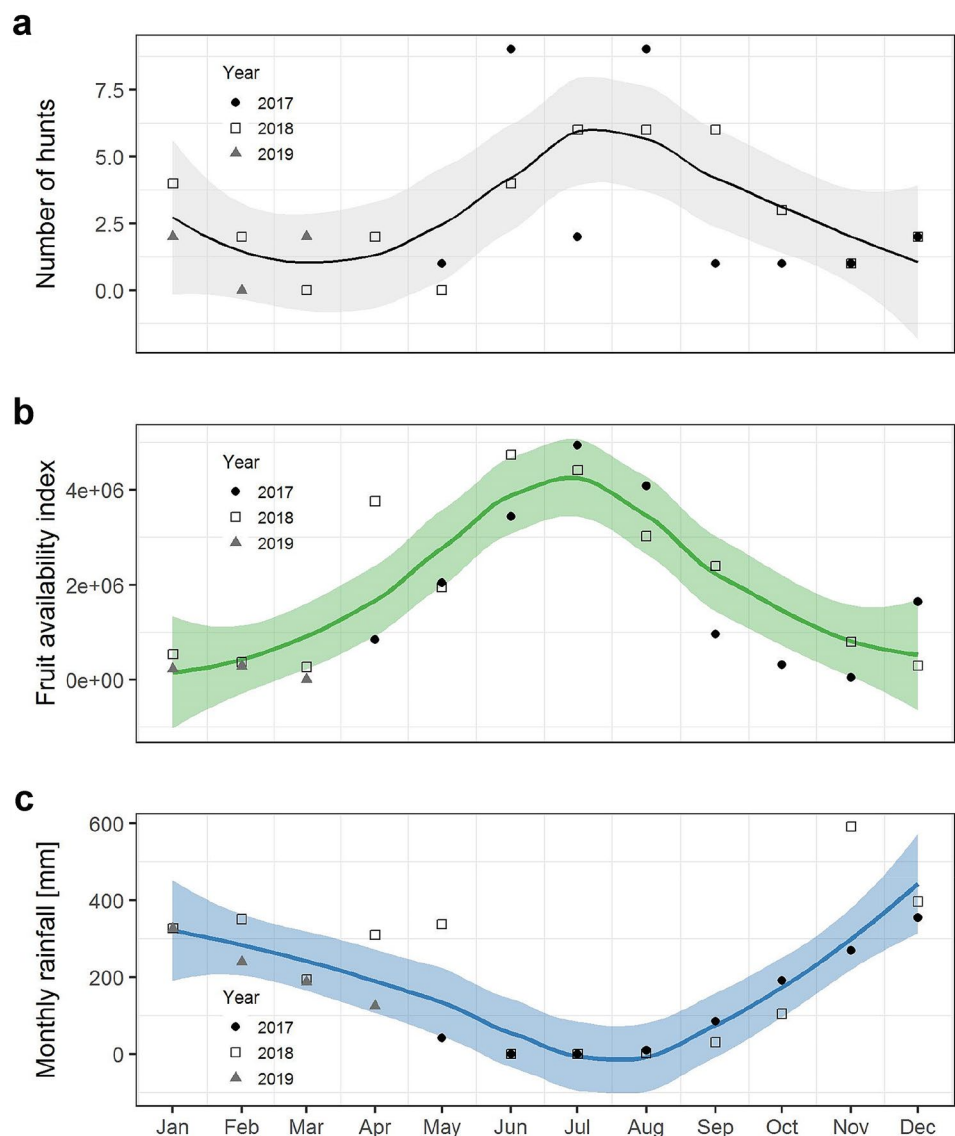 a
Number of hunts
7.5
5.0
2.5
0.0
Year
2017
2018
2019
b
Fruit availability index
4e+06
2e+06
0e+00
Year
2017
2018
2019
c
Monthly rainfall [mm]
600
400
200
0
Year
2017
2018
2019
Jan Feb Mar Apr May Jun Jul Aug Sep Oct Nov Dec